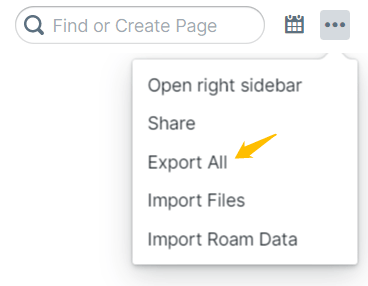 Find or Create Page
Open right sidebar
Share
Export All
Import Files
Import Roam Data